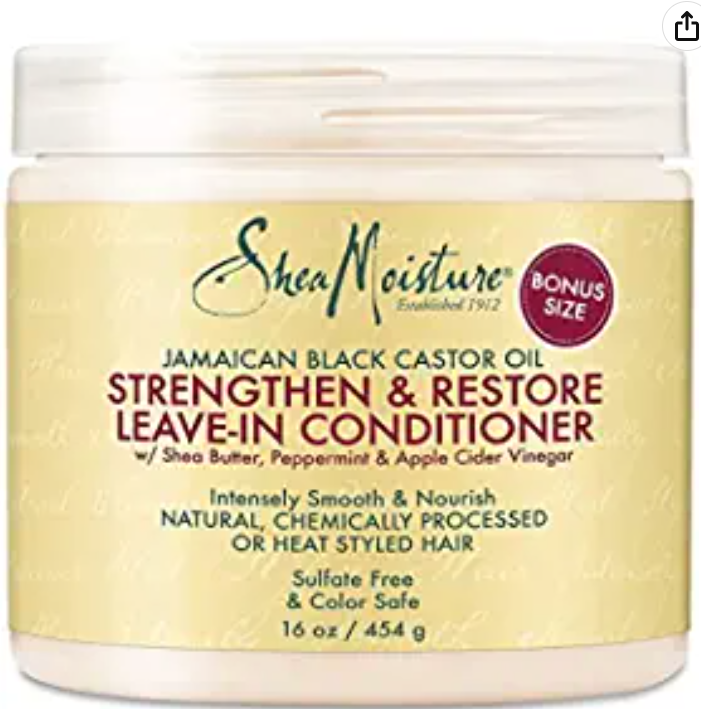 SheaMoisture®
Established 1912
BONUS
SIZE
JAMAICAN BLACK CASTOR OIL
STRENGTHEN & RESTORE
LEAVE-IN CONDITIONER
w/ Shea Butter, Peppermint & Apple Cider Vinegar
Intensely Smooth & Nourish
NATURAL, CHEMICALLY PROCESSED
OR HEAT STYLED HAIR
Sulfate Free
& Color Safe
16 oz / 454 g